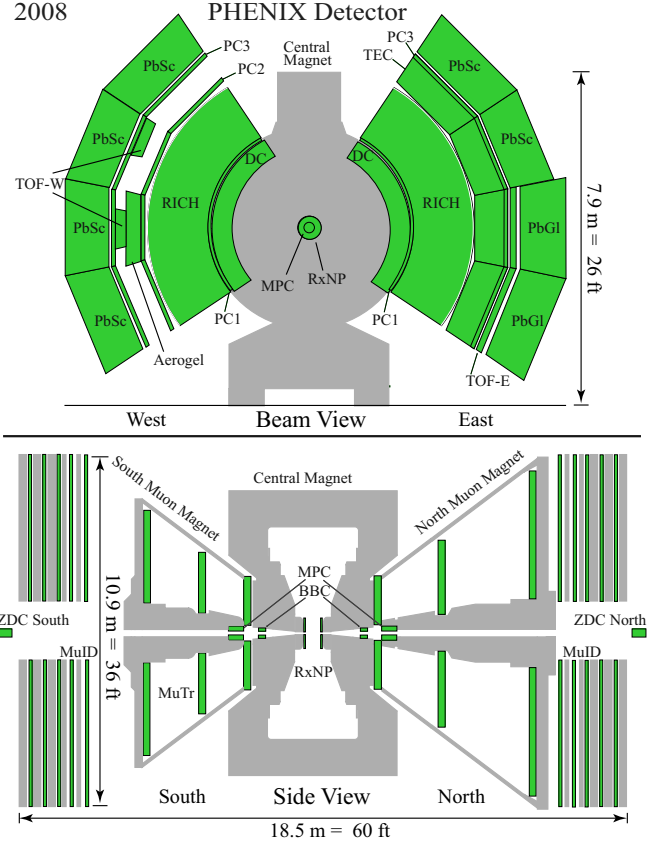 2008
PHENIX Detector
PC3
PbSc
PC2
Central
Magnet
PC3
TEC
PbSc
PbSc
PbSc
DC
DC
TOF-W
RICH
RICH
PbSc
PbGl
MPC
RxNP
PbSc
PC1
PC1
PbGl
Aerogel
TOF-E
7.9 m = 26 ft
West
Beam View
East
South Muon Magnet
Central Magnet
North Muon Magnet
MPC
BBC
ZDC South
ZDC North
10.9 m = 36 ft
MuID
MuID
RxNP
MuTr
South
Side View
North
18.5 m = 60 ft